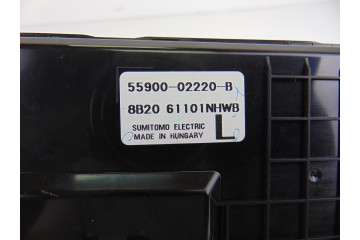 55900-02220-B
8B20 61101NHWB
SUMITOMO ELECTRIC
MADE IN HUNGARY
L